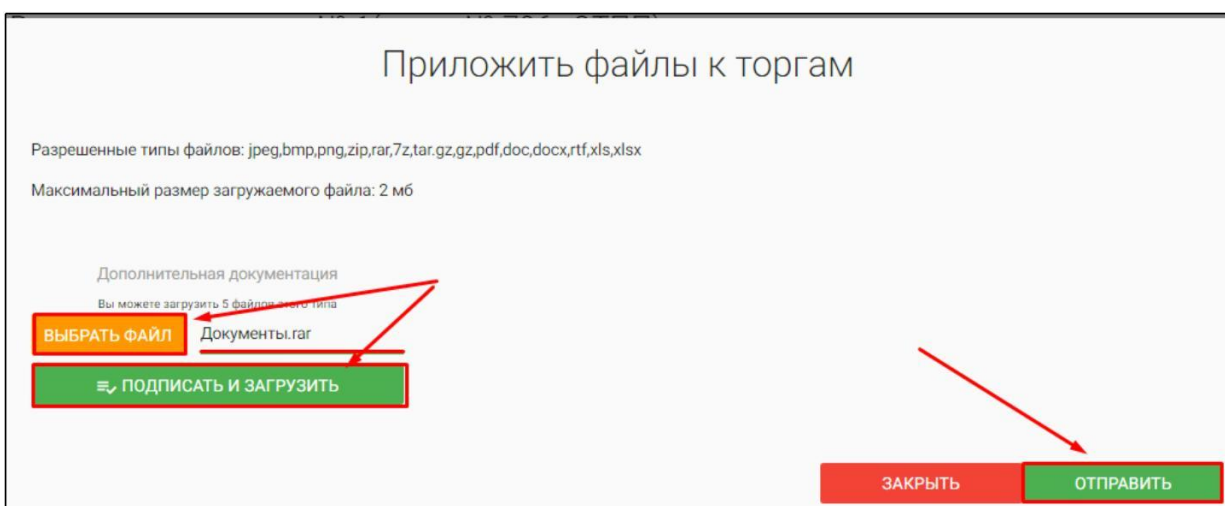 Приложить файлы к торгам
Разрешенные типы файлов: jpeg,bmp,png,zip,rar,7z,tar.gz,gz,pdf,doc,docx,rtf,xls,xlsx
Максимальный размер загружаемого файла: 2 мб
Дополнительная документация
Вы можете загрузить 5 файлов этого типа
ВЫБРАТЬ ФАЙЛ Документы.rar
ПОДПИСАТЬ И ЗАГРУЗИТЬ
ЗАКРЫТЬ ОТПРАВИТЬ